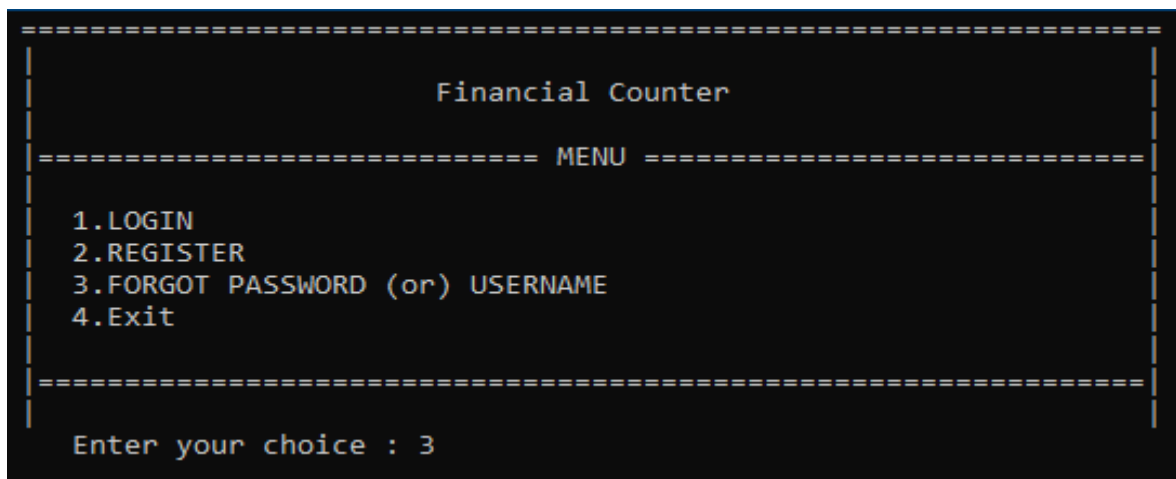 ==================================================================
Financial Counter
============================= MENU =============================
1.LOGIN
2.REGISTER
3.FORGOT PASSWORD (or) USERNAME
4.Exit
================================================================
Enter your choice : 3